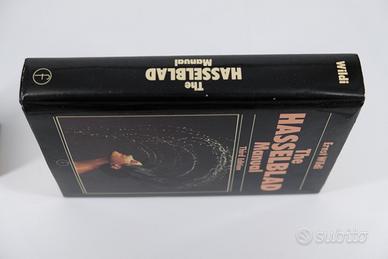 The
HASSELBLAD
Manual
Wildi
Ernst Wildi
The
HASSELBLAD
Manual
Third Edition
subito